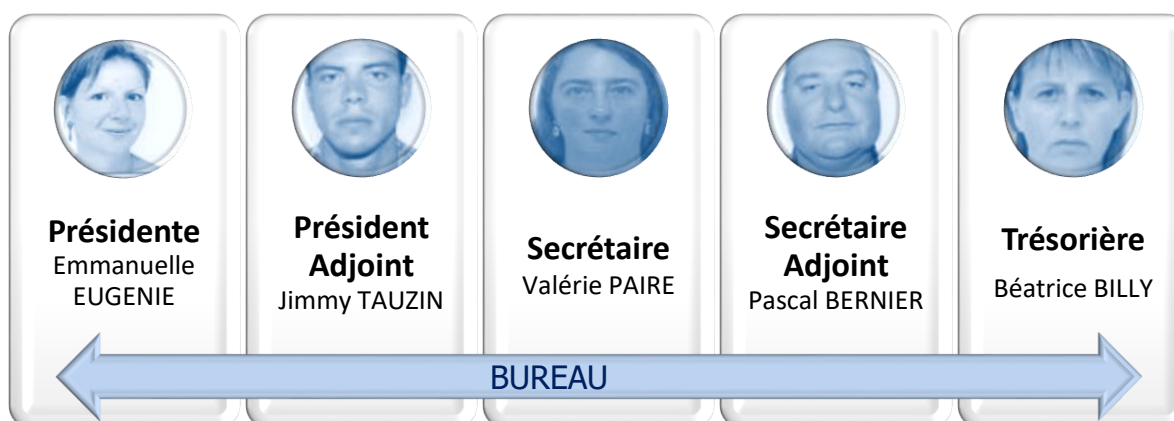 Présidente
Emmanuelle
EUGENIE
Président
Adjoint
Jimmy TAUZIN
Secrétaire
Valérie PAIRE
Secrétaire
Adjoint
Pascal BERNIER
Trésorière
Béatrice BILLY
BUREAU